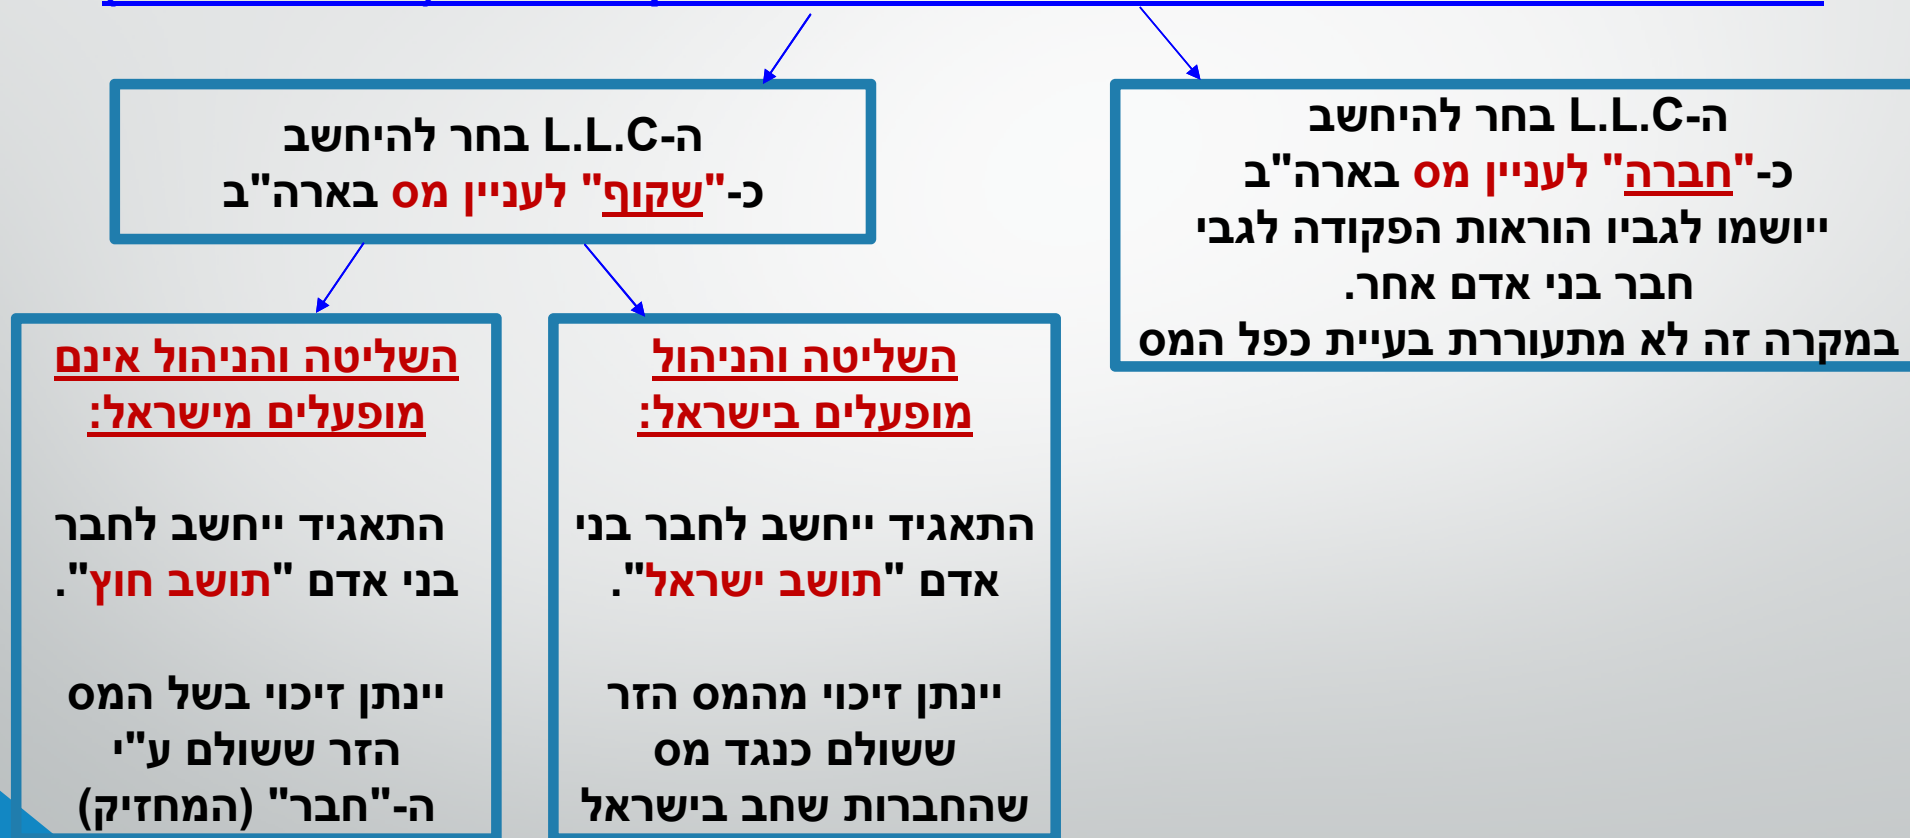 ה-L.L.C בחר להיחשב
כ-"חברה" לעניין מס בארה"ב
ייושמו לגביו הוראות הפקודה לגבי
חבר בני אדם אחר.
במקרה זה לא מתעוררת בעיית כפל המס
ה-L.L.C בחר להיחשב
כ-"שקוף" לעניין מס בארה"ב
השליטה והניהול
מופעלים בישראל:
התאגיד ייחשב לחבר בני
אדם "תושב ישראל".
יינתן זיכוי מהמס הזר
ששולם כנגד מס
שהחברות שחב בישראל
השליטה והניהול אינם
מופעלים מישראל:
התאגיד ייחשב לחבר
בני אדם "תושב חוץ".
יינתן זיכוי בשל המס
הזר ששולם ע"י
ה-"חבר" (המחזיק)